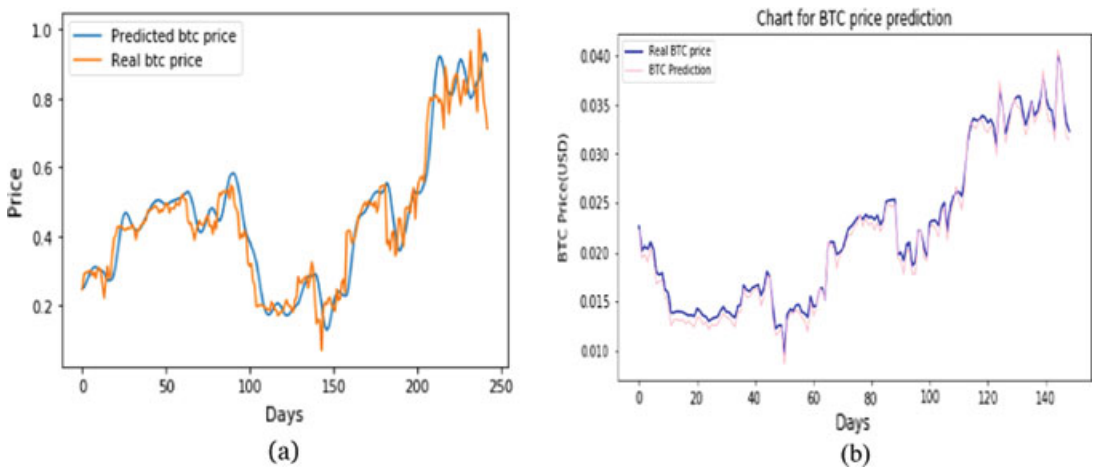 Predicted btc price
Real btc price
Price
1.0
0.8
0.6
0.4
0.2
0
50
100
150
200
250
Days
(a)
Chart for BTC price prediction
Real BTC price
BTC Prediction
BTC Price(USD)
0.040
0.035
0.030
0.025
0.020
0.015
0.010
0
20
40
60
80
100
120
140
Days
(b)